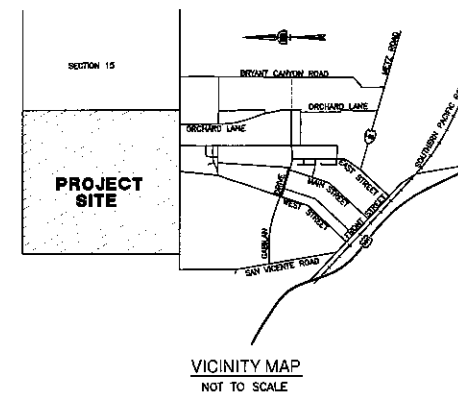 SECTION 15
BRYANT CANYON ROAD
METZ ROAD
ORCHARD LANE
ORCHARD LANE
SOUTHERN PACIFIC
EAST STREET
PROJECT
SITE
MAIN STREET
GABILAN DRIVE
WEST STREET
FRONT STREET
SAN VICENTE ROAD
VICINITY MAP
NOT TO SCALE